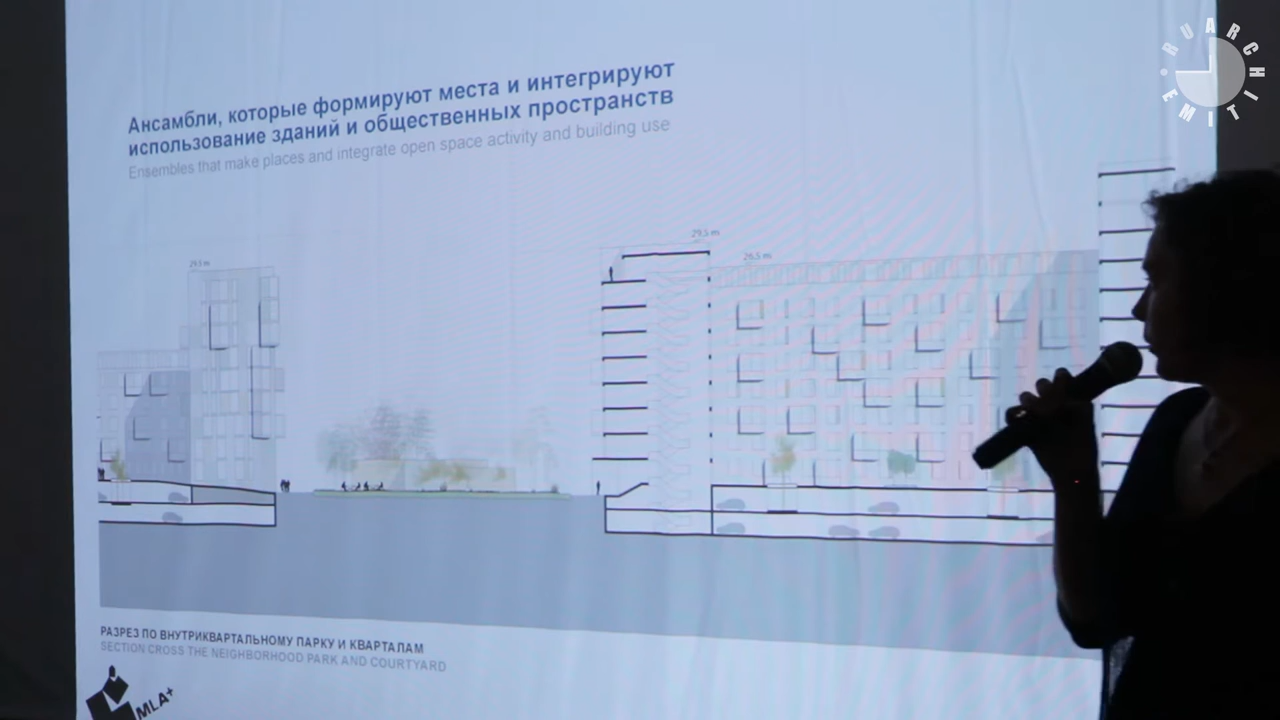 Ансамбли, которые формируют места и интегрируют
использование зданий и общественных пространств
Ensembles that make places and integrate open space activity and building use
29.5 m
29.5 m
26.5 m
РАЗРЕЗ ПО ВНУТРИКВАРТАЛЬНОМУ ПАРКУ И КВАРТАЛАМ
SECTION CROSS THE NEIGHBORHOOD PARK AND COURTYARD
MLA+
RUARCHITIME